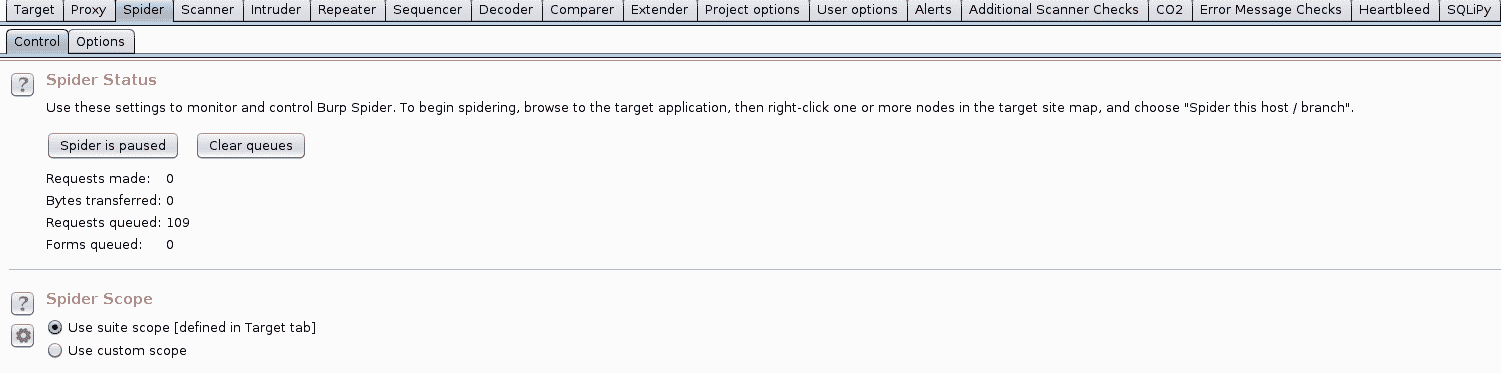 Target Proxy Spider Scanner Intruder Repeater Sequencer Decoder Comparer Extender Project options User options Alerts Additional Scanner Checks CO2 Error Message Checks Heartbleed SQLiPy
Control Options
? Spider Status
Use these settings to monitor and control Burp Spider. To begin spidering, browse to the target application, then right-click one or more nodes in the target site map, and choose "Spider this host / branch".
Spider is paused Clear queues
Requests made: 0
Bytes transferred: 0
Requests queued: 109
Forms queued: 0
? Spider Scope
Use suite scope [defined in Target tab]
Use custom scope